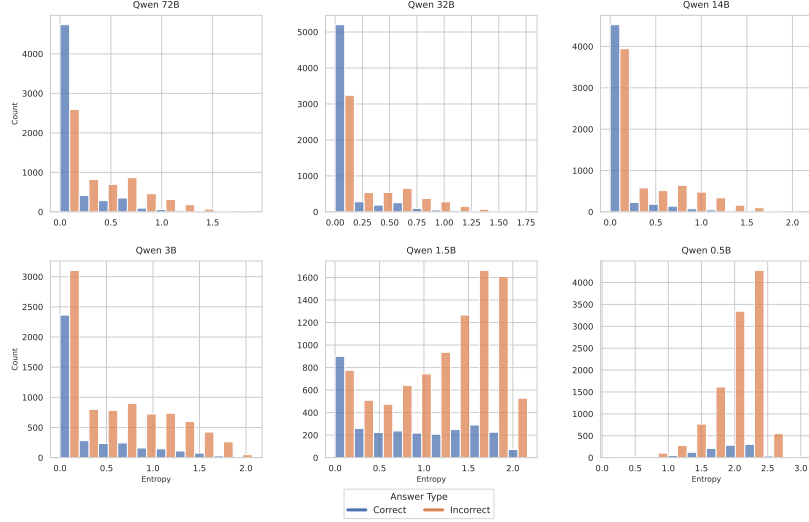 Qwen 72B
Qwen 32B
Qwen 14B
Count
4000
3000
2000
1000
0
0.0 0.5 1.0 1.5
5000
4000
3000
2000
1000
0
0.00 0.25 0.50 0.75 1.00 1.25 1.50 1.75
4000
3000
2000
1000
0
0.0 0.5 1.0 1.5 2.0
Qwen 3B
Qwen 1.5B
Qwen 0.5B
Count
3000
2500
2000
1500
1000
500
0
0.0 0.5 1.0 1.5 2.0
Entropy
1600
1400
1200
1000
800
600
400
200
0
0.0 0.5 1.0 1.5 2.0
Entropy
4000
3500
3000
2500
2000
1500
1000
500
0
0.0 0.5 1.0 1.5 2.0 2.5 3.0
Entropy
Answer Type
Correct Incorrect